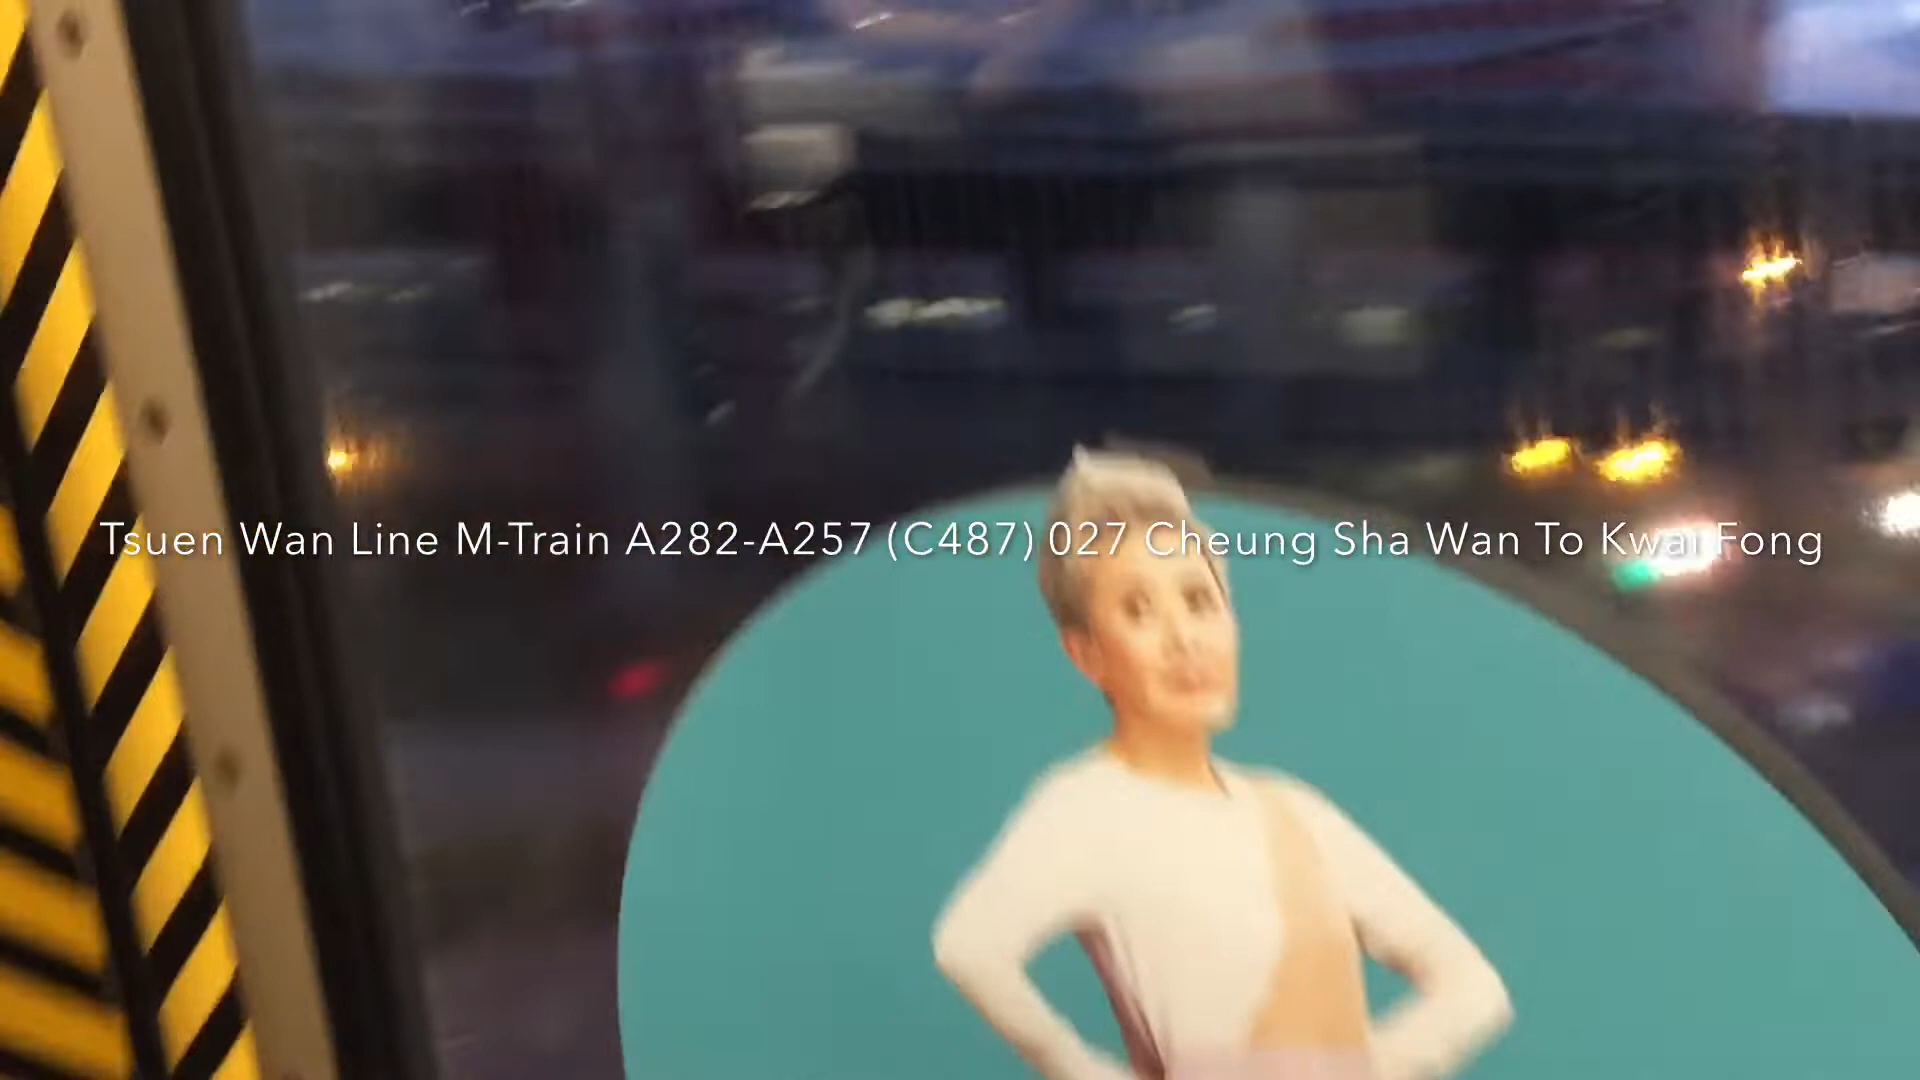 Tsuen Wan Line M-Train A282-A257 (C487) 027 Cheung Sha Wan To Kwai Fong